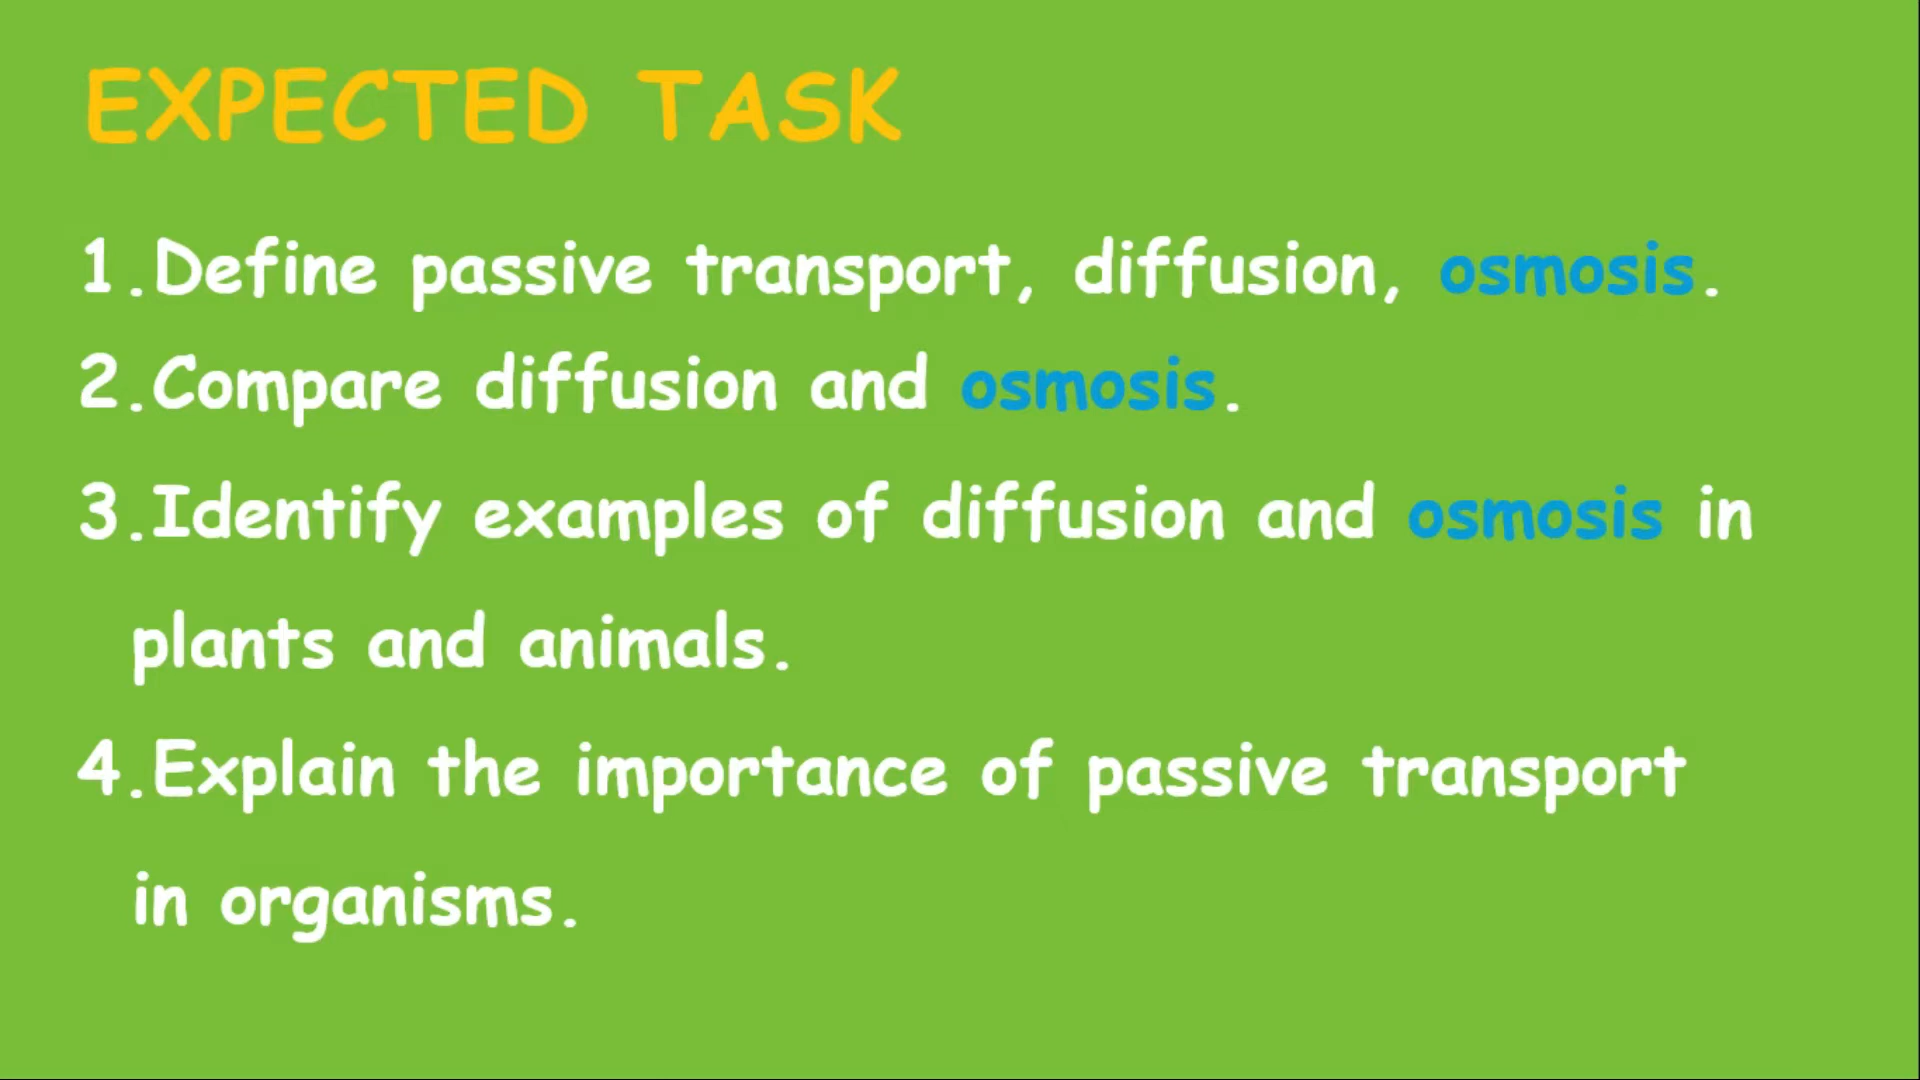 EXPECTED TASK
1.Define passive transport, diffusion, osmosis.
2.Compare diffusion and osmosis.
3.Identify examples of diffusion and osmosis in
plants and animals.
4.Explain the importance of passive transport
in organisms.